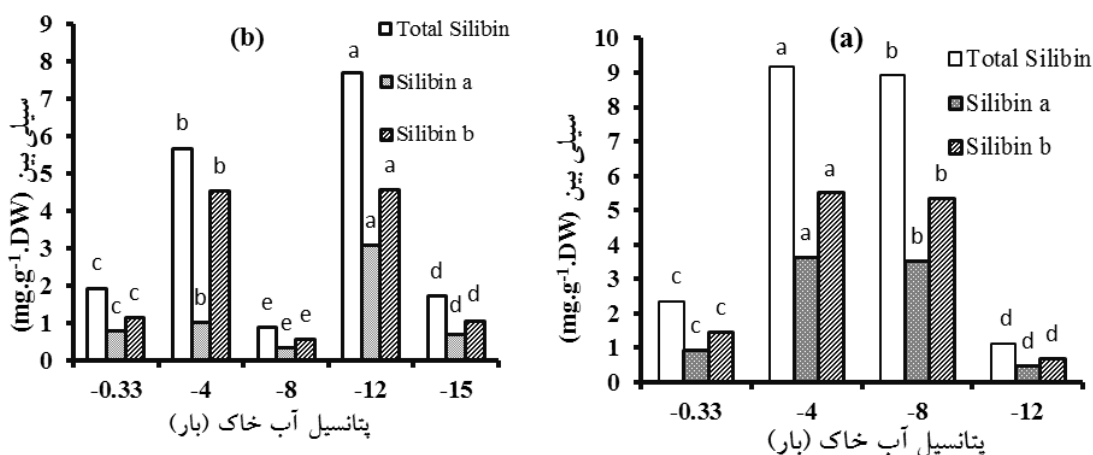 (b)
Total Silibin
Silibin a
Silibin b
سیلی بین (mg.g-1.DW)
9
8
7
6
5
4
3
2
1
0
c
c
c
b
b
b
e
e
e
a
a
a
d
d
d
-0.33
-4
-8
-12
-15
پتانسیل آب خاک (بار)
(a)
Total Silibin
Silibin a
Silibin b
سیلی بین (mg.g-1.DW)
10
9
8
7
6
5
4
3
2
1
0
c
c
c
a
a
a
b
b
b
d
d
d
-0.33
-4
-8
-12
پتانسیل آب خاک (بار)